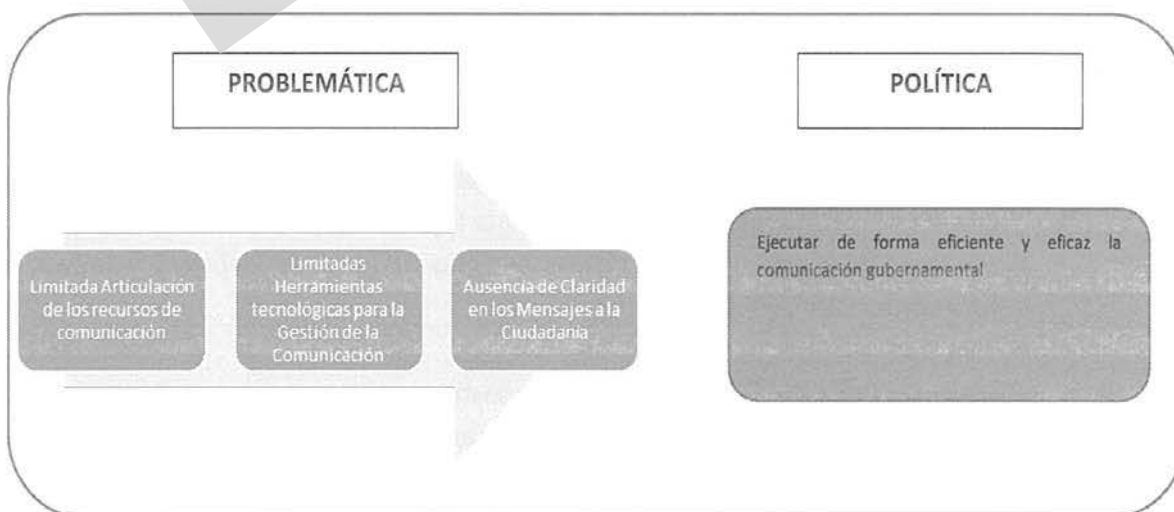 PROBLEMÁTICA
POLÍTICA
Limitada Articulación
de los recursos de
comunicación
Limitadas
Herramientas
tecnológicas para la
Gestión de la
Comunicación
Ausencia de Claridad
en los Mensajes a la
Ciudadanía
Ejecutar de forma eficiente y eficaz la
comunicación gubernamental